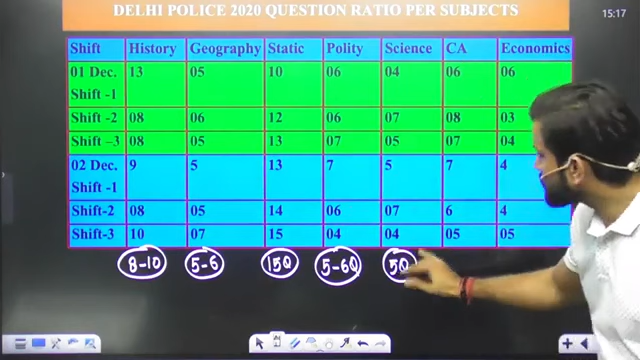 DELHI POLICE 2020 QUESTION RATIO PER SUBJECTS
15:17
Shift History Geography Static Polity Science CA Economics
01 Dec. 13 05 10 06 04 06 06
Shift -1
Shift -2 08 06 12 06 07 08 03
Shift –3 08 05 13 07 05 07 04
02 Dec. 9 5 13 7 5 7 4
Shift -1
Shift-2 08 05 14 06 07 6 4
Shift-3 10 07 15 04 04 05 05
8-10 5-6 15Q 5-6Q 5Q